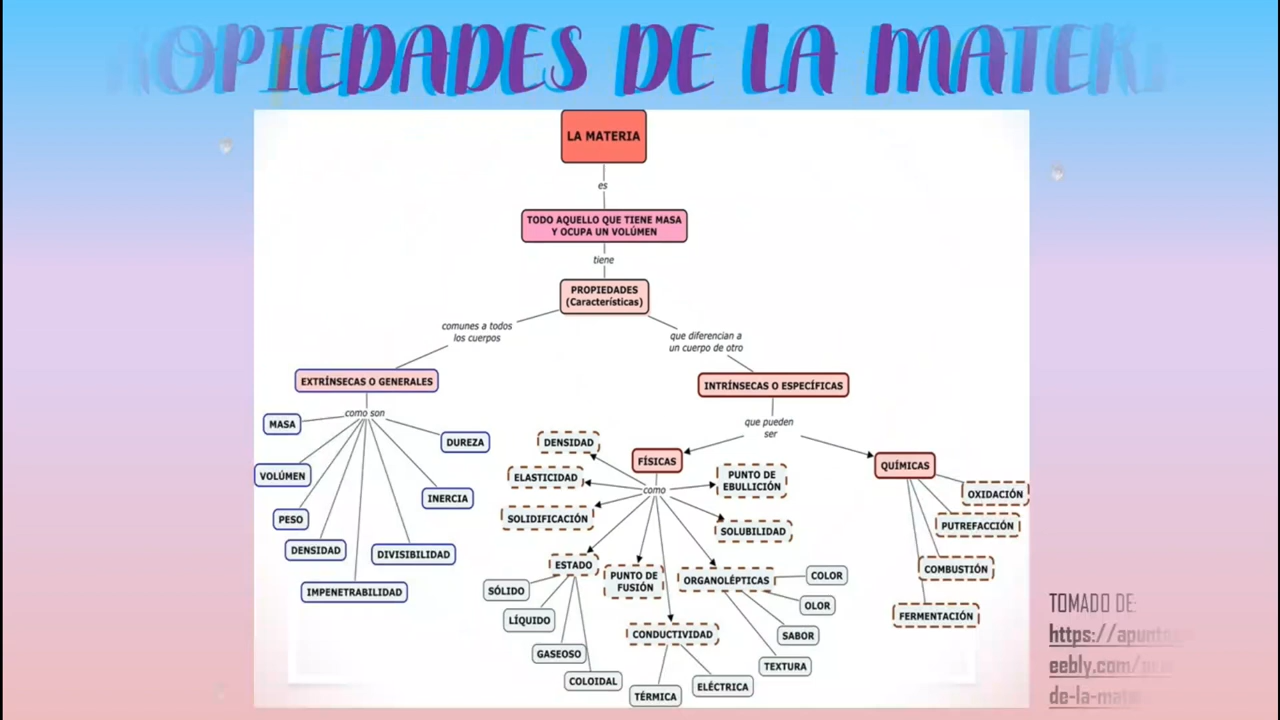 PIEDADES DE LA MATER
LA MATERIA
es
TODO AQUELLO QUE TIENE MASA
Y OCUPA UN VOLÚMEN
tiene
PROPIEDADES
(Características)
comunes a todos
los cuerpos
que diferencian a
un cuerpo de otro
EXTRÍNSECAS O GENERALES
como son
MASA
VOLÚMEN
PESO
DENSIDAD
IMPENETRABILIDAD
DIVISIBILIDAD
INERCIA
DUREZA
INTRÍNSECAS O ESPECÍFICAS
que pueden
ser
FÍSICAS
como
DENSIDAD
ELASTICIDAD
SOLIDIFICACIÓN
ESTADO
SÓLIDO
LÍQUIDO
GASEOSO
COLOIDAL
PUNTO DE
FUSIÓN
CONDUCTIVIDAD
TÉRMICA
ELÉCTRICA
ORGANOLÉPTICAS
COLOR
OLOR
SABOR
TEXTURA
SOLUBILIDAD
PUNTO DE
EBULLICIÓN
QUÍMICAS
OXIDACIÓN
PUTREFACCIÓN
COMBUSTIÓN
FERMENTACIÓN
TOMADO DE:
https://apunt
eebly.com/
de-la-mat